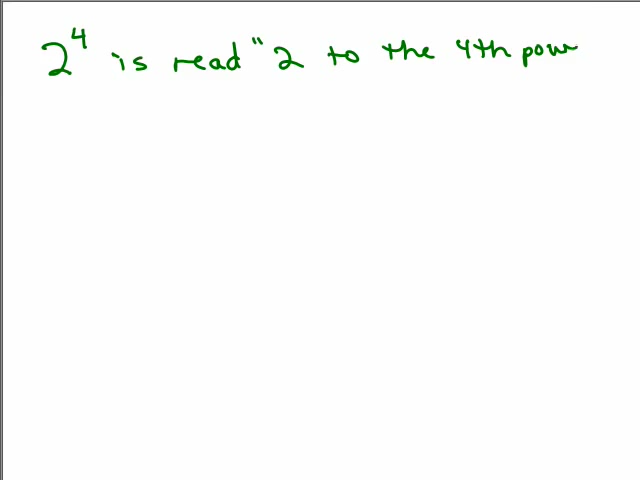 2⁴ is read "2 to the 4th pow